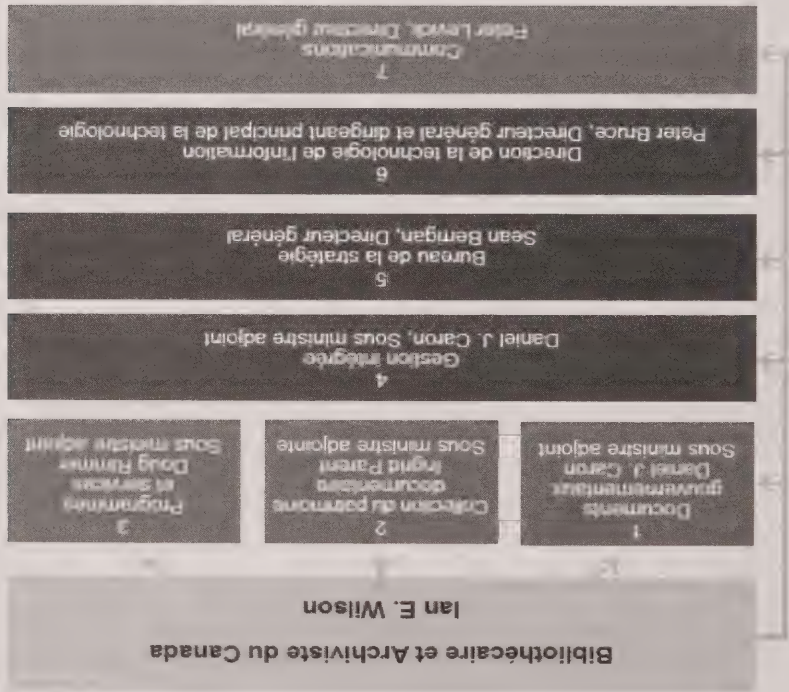 Bibliothécaire et Archiviste du Canada
Ian E. Wilson
1
Documents
gouvernementaux
Daniel J. Caron
Sous ministre adjoint
2
Collection du patrimoine
documentaire
Ingrid Parent
Sous ministre adjointe
3
Programmes
et services
Doug Rimmer
Sous ministre adjoint
4
Gestion intégrée
Daniel J. Caron, Sous ministre adjoint
5
Bureau de la stratégie
Sean Berrigan, Directeur général
6
Direction de la technologie de l'information
Peter Bruce, Directeur général et dirigeant principal de la technologie
7
Communications
Peter Levick, Directeur général